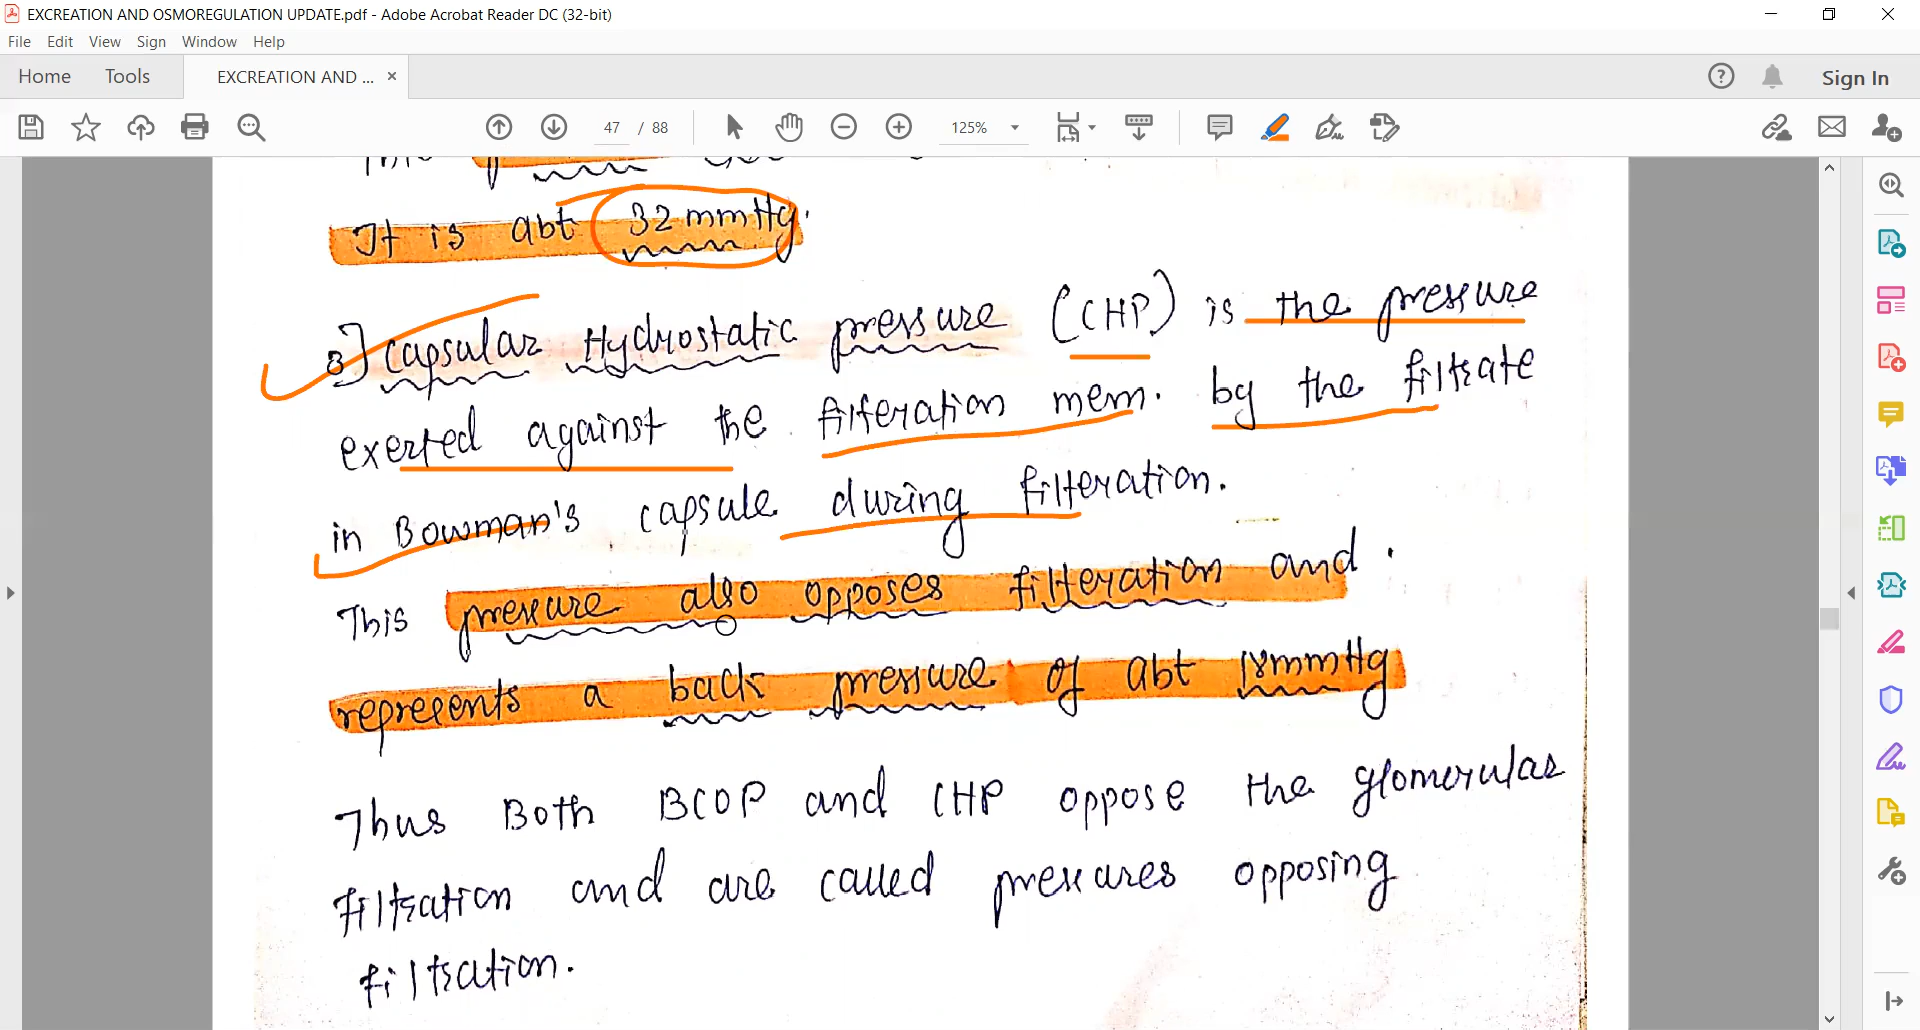 EXCREATION AND OSMOREGULATION UPDATE.pdf - Adobe Acrobat Reader DC (32-bit)
File Edit View Sign Window Help
Home Tools EXCREATION AND ... × Sign In
47 / 88 125%
This
It is abt 32 mmHg.
3] Capsular Hydrostatic pressure (CHP) is the pressure
exerted against the filteration mem. by the filtrate
in Bowman's capsule during filteration.
This pressure also opposes filteration and.
represents a back pressure of abt 18mmHg
Thus Both BCOP and CHP oppose the glomerular
filtration and are called pressures opposing
filtration.